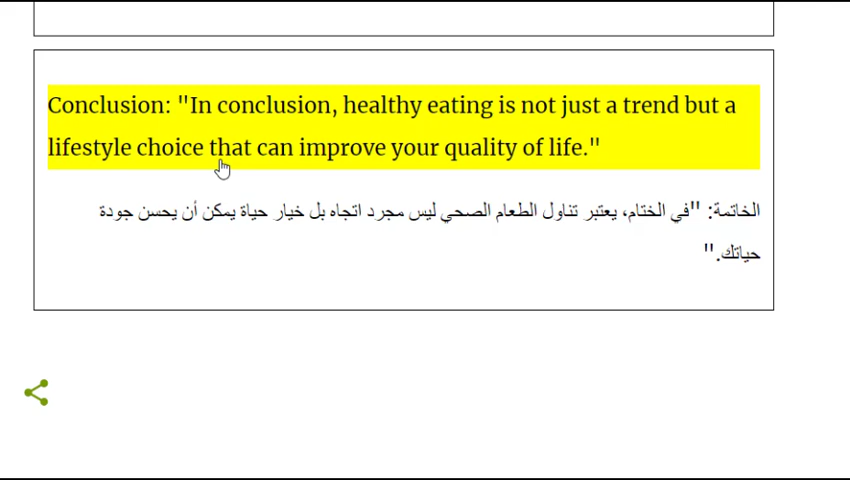 Conclusion: "In conclusion, healthy eating is not just a trend but a
lifestyle choice that can improve your quality of life."
الخاتمة: "في الختام، يعتبر تناول الطعام الصحي ليس مجرد اتجاه بل خيار حياة يمكن أن يحسن جودة
حياتك."